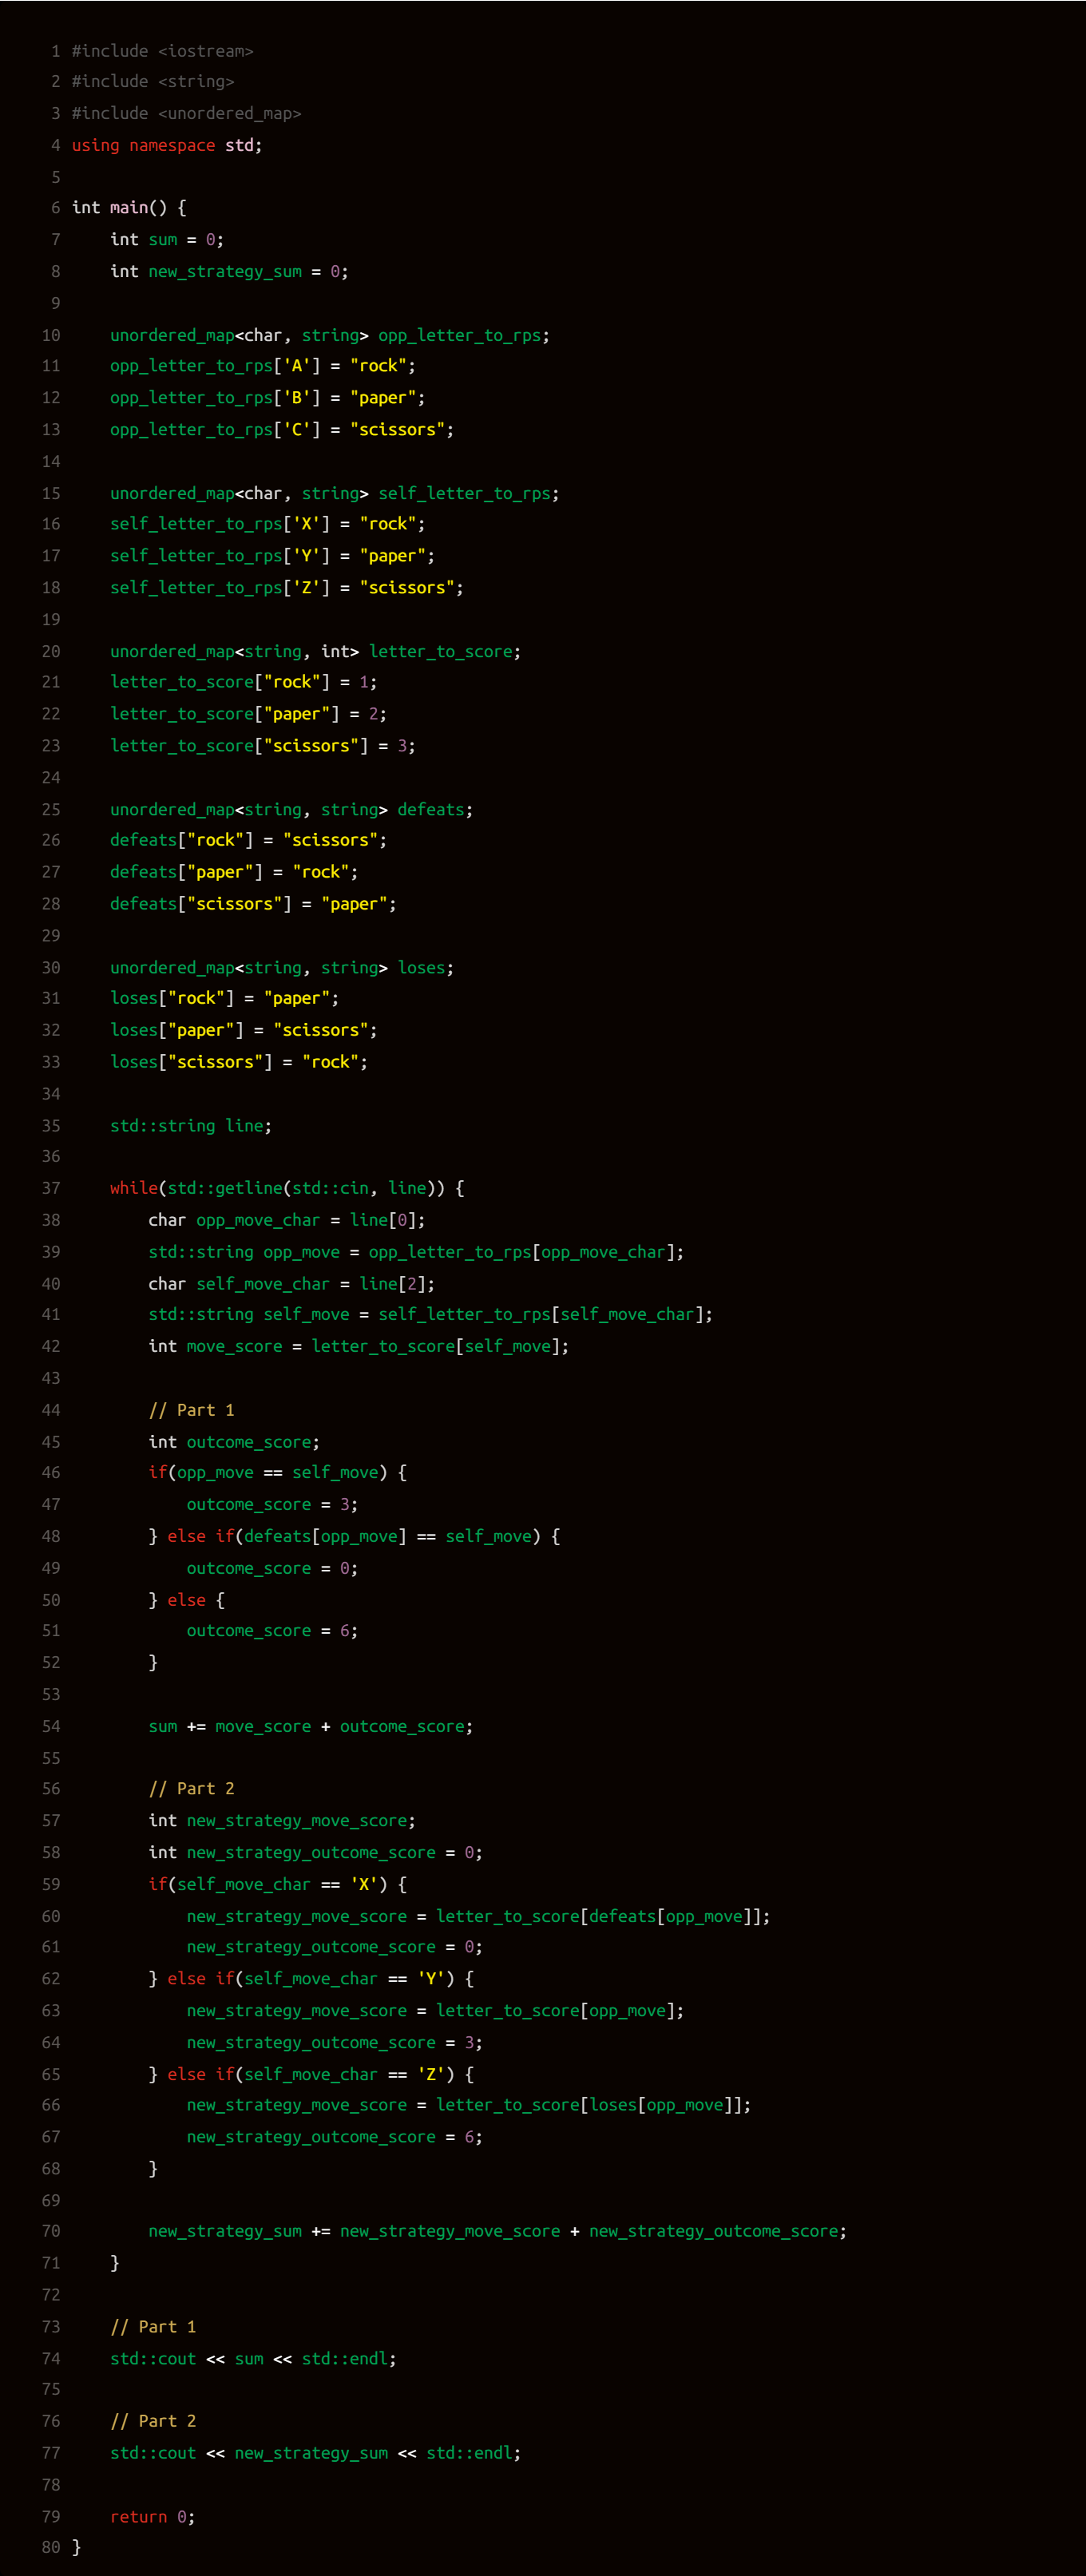 1 #include <iostream>
2 #include <string>
3 #include <unordered_map>
4 using namespace std;
5
6 int main() {
7     int sum = 0;
8     int new_strategy_sum = 0;
9
10     unordered_map<char, string> opp_letter_to_rps;
11     opp_letter_to_rps['A'] = "rock";
12     opp_letter_to_rps['B'] = "paper";
13     opp_letter_to_rps['C'] = "scissors";
14
15     unordered_map<char, string> self_letter_to_rps;
16     self_letter_to_rps['X'] = "rock";
17     self_letter_to_rps['Y'] = "paper";
18     self_letter_to_rps['Z'] = "scissors";
19
20     unordered_map<string, int> letter_to_score;
21     letter_to_score["rock"] = 1;
22     letter_to_score["paper"] = 2;
23     letter_to_score["scissors"] = 3;
24
25     unordered_map<string, string> defeats;
26     defeats["rock"] = "scissors";
27     defeats["paper"] = "rock";
28     defeats["scissors"] = "paper";
29
30     unordered_map<string, string> loses;
31     loses["rock"] = "paper";
32     loses["paper"] = "scissors";
33     loses["scissors"] = "rock";
34
35     std::string line;
36
37     while(std::getline(std::cin, line)) {
38         char opp_move_char = line[0];
39         std::string opp_move = opp_letter_to_rps[opp_move_char];
40         char self_move_char = line[2];
41         std::string self_move = self_letter_to_rps[self_move_char];
42         int move_score = letter_to_score[self_move];
43
44         // Part 1
45         int outcome_score;
46         if(opp_move == self_move) {
47             outcome_score = 3;
48         } else if(defeats[opp_move] == self_move) {
49             outcome_score = 0;
50         } else {
51             outcome_score = 6;
52         }
53
54         sum += move_score + outcome_score;
55
56         // Part 2
57         int new_strategy_move_score;
58         int new_strategy_outcome_score = 0;
59         if(self_move_char == 'X') {
60             new_strategy_move_score = letter_to_score[defeats[opp_move]];
61             new_strategy_outcome_score = 0;
62         } else if(self_move_char == 'Y') {
63             new_strategy_move_score = letter_to_score[opp_move];
64             new_strategy_outcome_score = 3;
65         } else if(self_move_char == 'Z') {
66             new_strategy_move_score = letter_to_score[loses[opp_move]];
67             new_strategy_outcome_score = 6;
68         }
69
70         new_strategy_sum += new_strategy_move_score + new_strategy_outcome_score;
71     }
72
73     // Part 1
74     std::cout << sum << std::endl;
75
76     // Part 2
77     std::cout << new_strategy_sum << std::endl;
78
79     return 0;
80 }